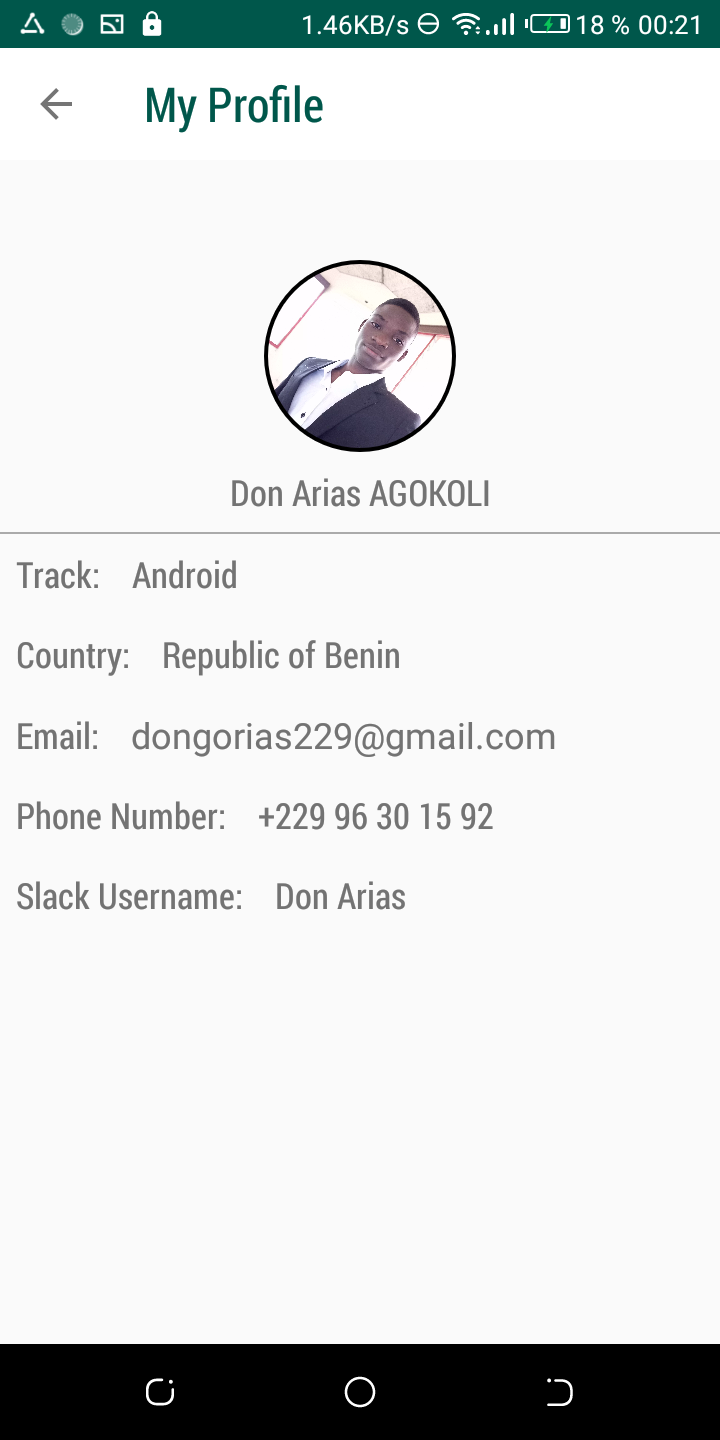 1.46KB/s 18 % 00:21
My Profile
Don Arias AGOKOLI
Track: Android
Country: Republic of Benin
Email: dongorias229@gmail.com
Phone Number: +229 96 30 15 92
Slack Username: Don Arias